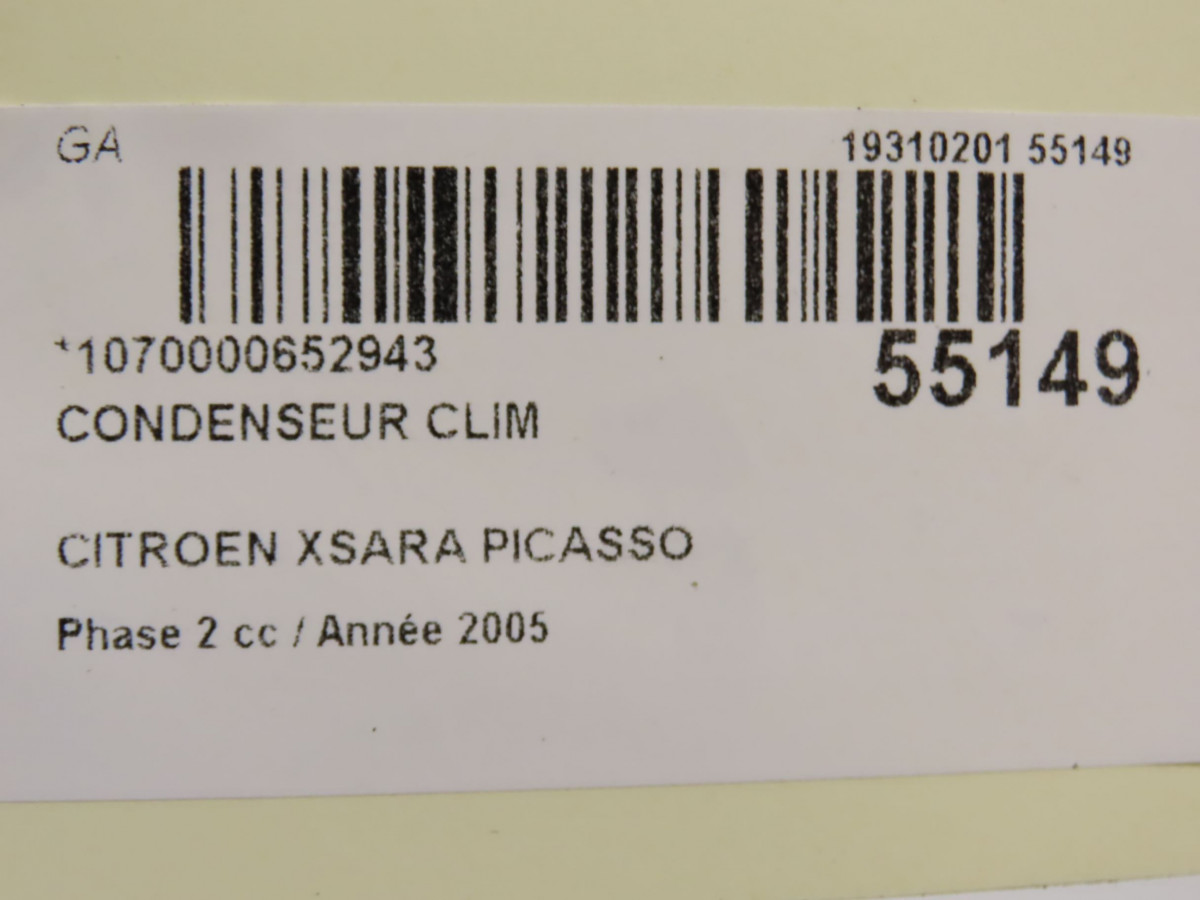 GA
19310201 55149
*1070000652943
55149
CONDENSEUR CLIM
CITROEN XSARA PICASSO
Phase 2 cc / Année 2005